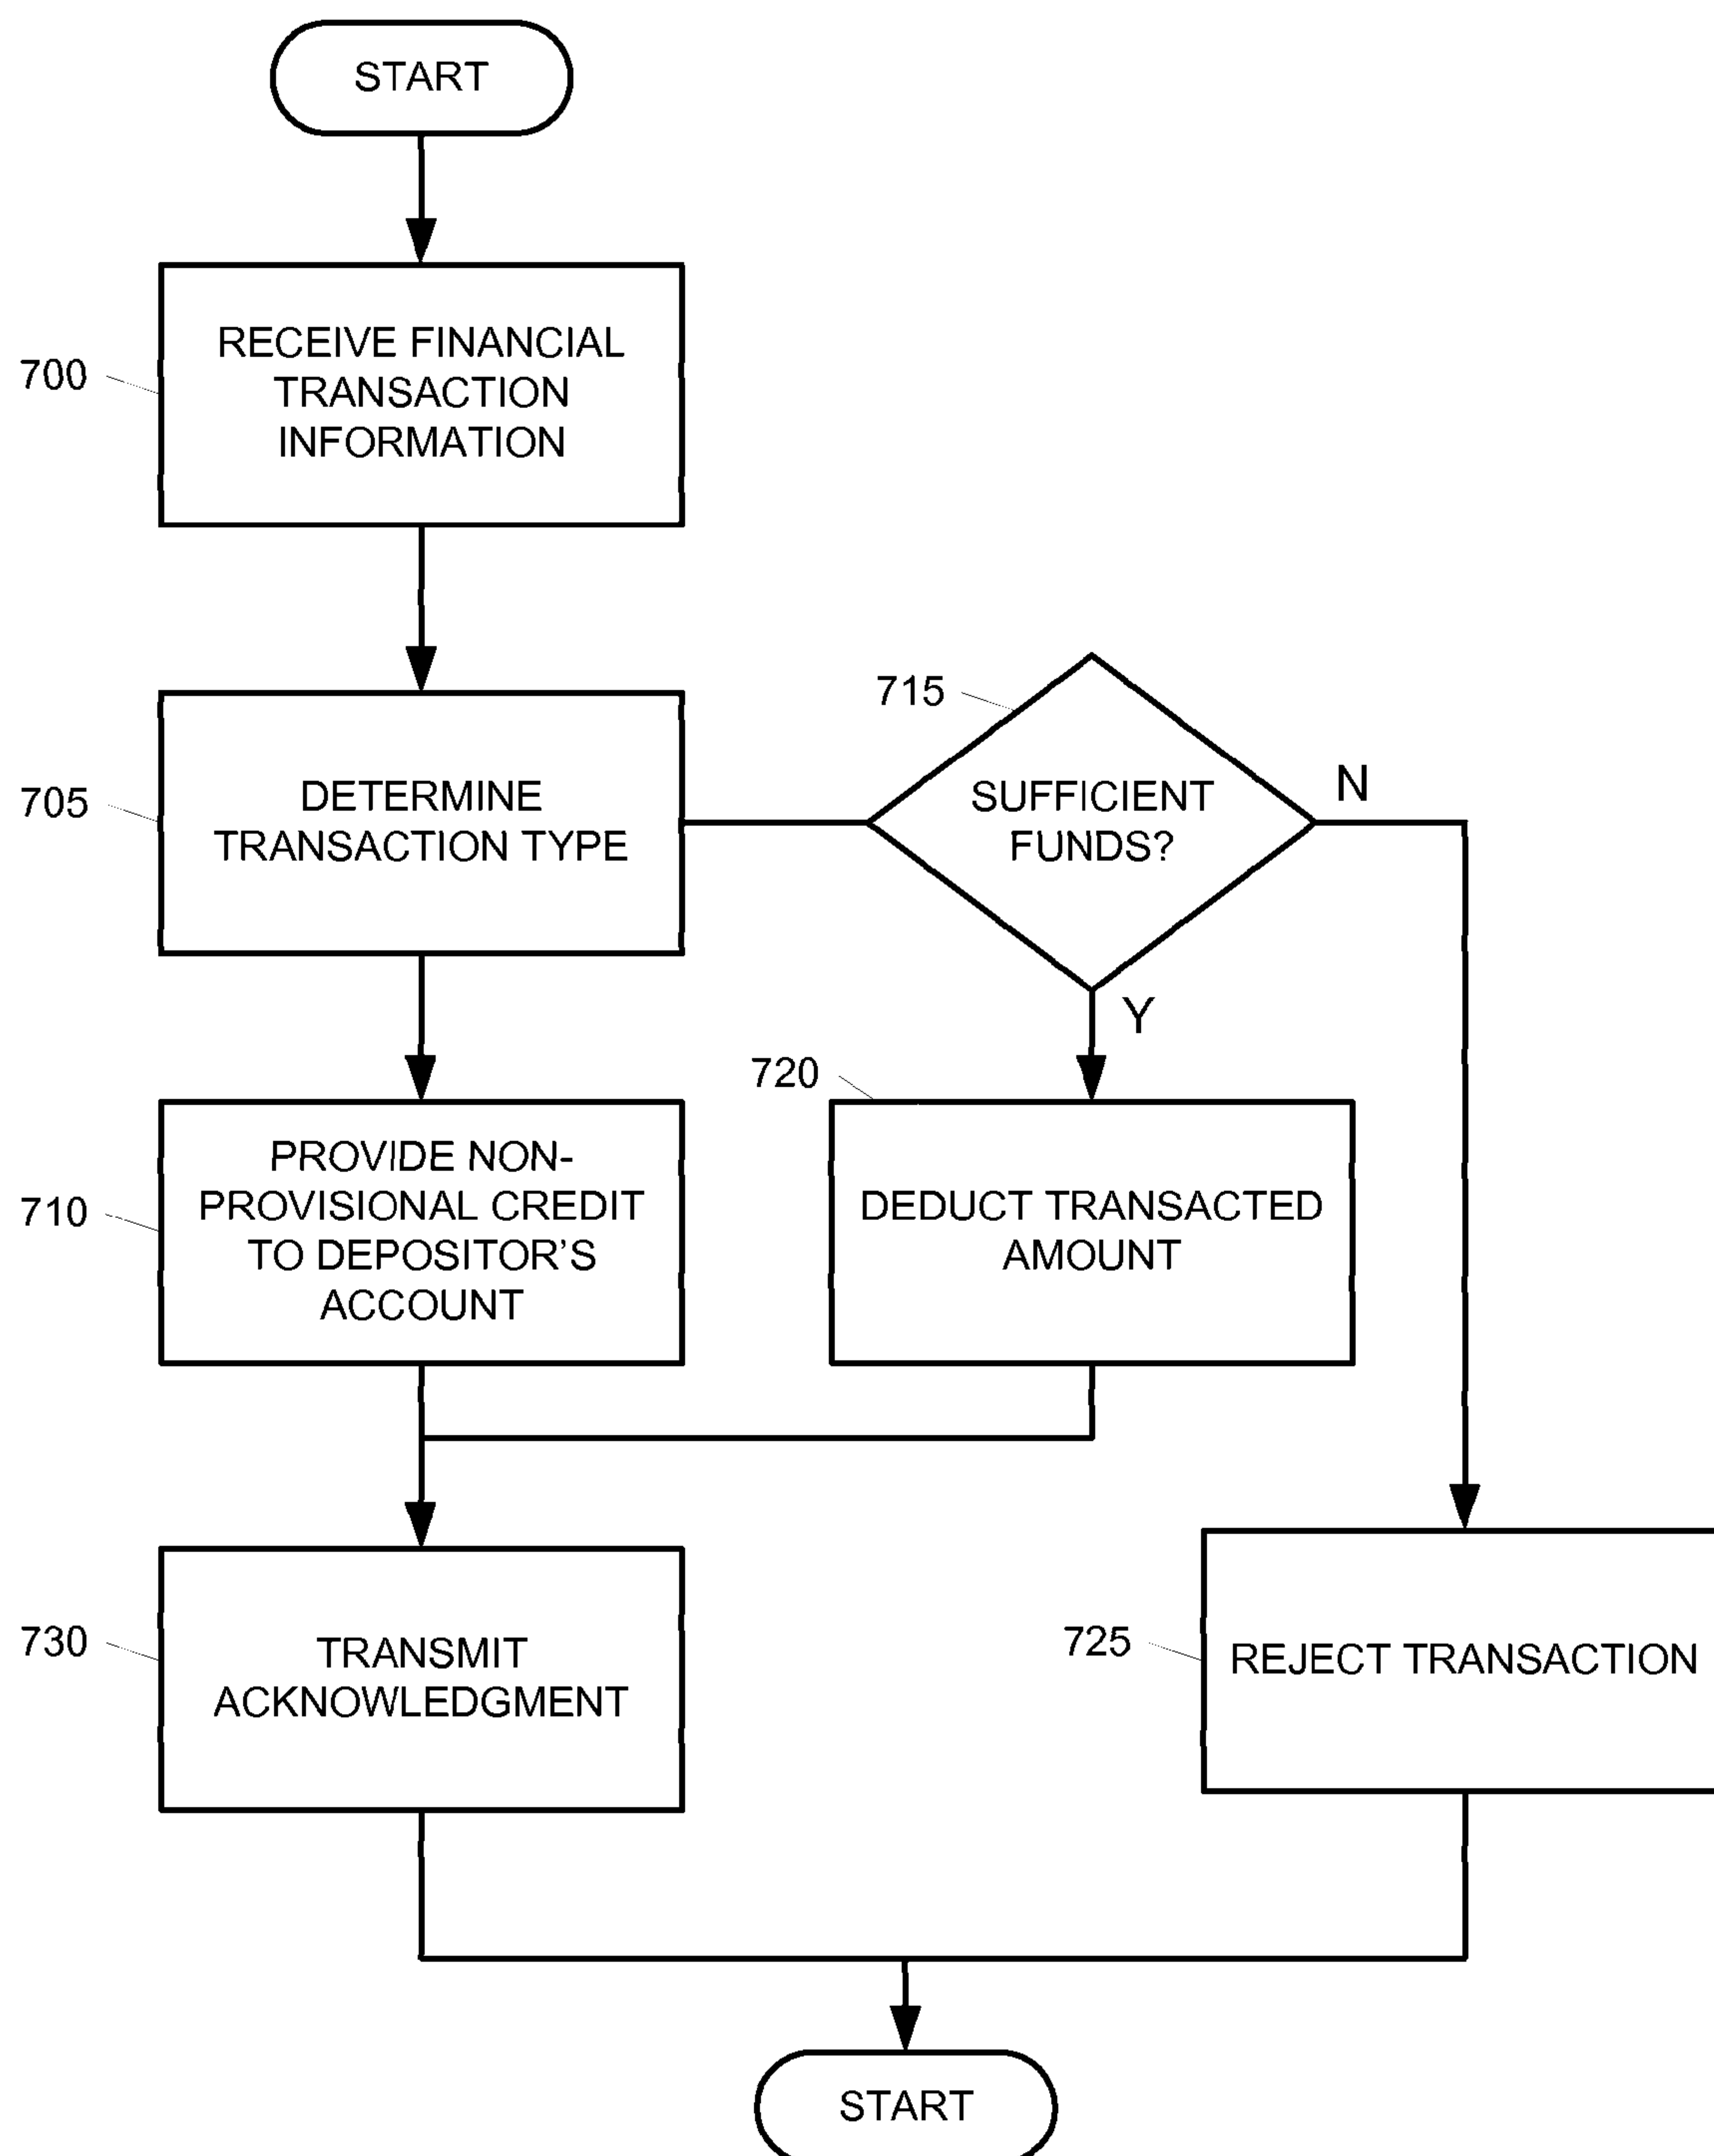 START
RECEIVE FINANCIAL
TRANSACTION
INFORMATION
700
715
DETERMINE
TRANSACTION TYPE
705
SUFFICIENT
FUNDS?
N
Y
720
PROVIDE NON-
PROVISIONAL CREDIT
TO DEPOSITOR'S
ACCOUNT
710
DEDUCT TRANSACTED
AMOUNT
730
TRANSMIT
ACKNOWLEDGMENT
725
REJECT TRANSACTION
START